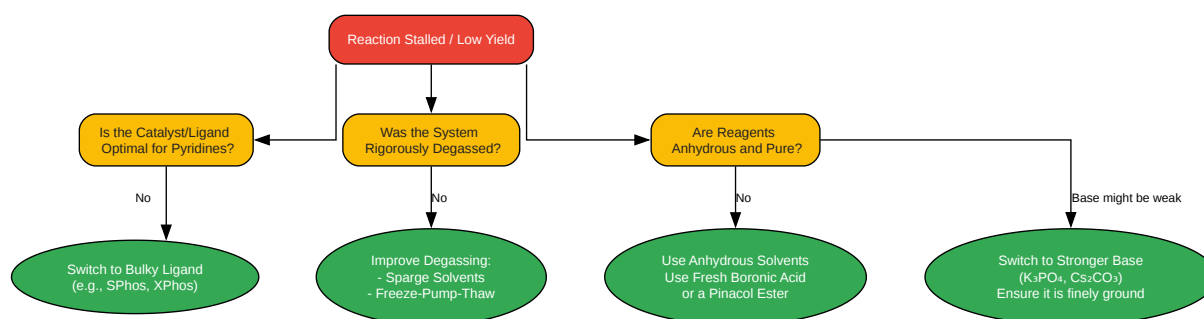 Reaction Stalled / Low Yield
Is the Catalyst/Ligand
Optimal for Pyridines?
Was the System
Rigorously Degassed?
Are Reagents
Anhydrous and Pure?
No
No
No
Base might be weak
Switch to Bulky Ligand
(e.g., SPhos, XPhos)
Improve Degassing:
- Sparge Solvents
- Freeze-Pump-Thaw
Use Anhydrous Solvents
Use Fresh Boronic Acid
or a Pinacol Ester
Switch to Stronger Base
(K₃PO₄, Cs₂CO₃)
Ensure it is finely ground